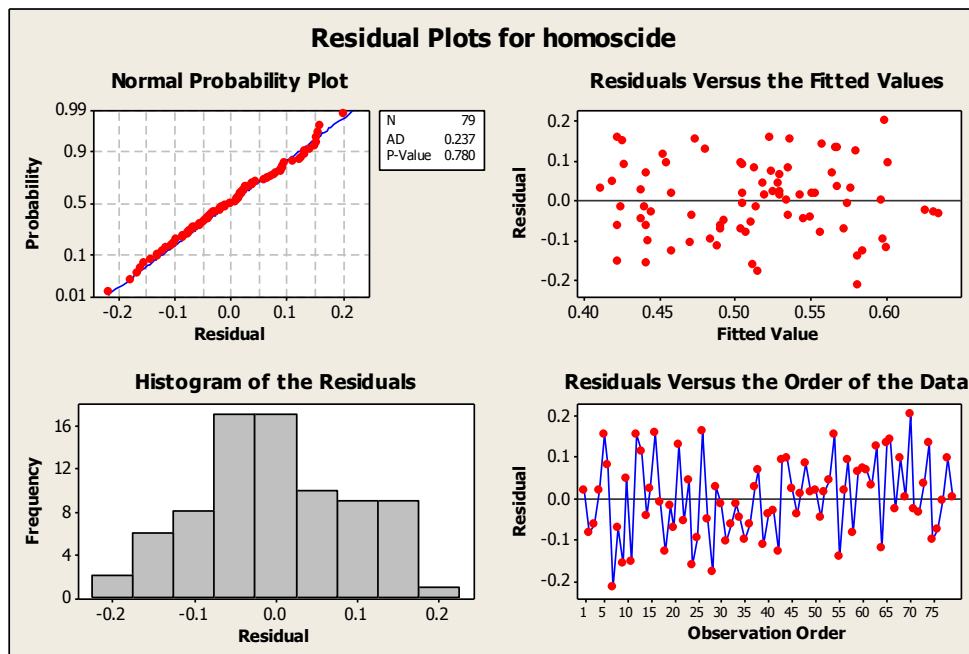 Residual Plots for homoscide
Normal Probability Plot
0.99
0.9
0.5
0.1
0.01
Probability
-0.2 -0.1 0.0 0.1 0.2
Residual
N 79
AD 0.237
P-Value 0.780
Residuals Versus the Fitted Values
0.2
0.1
0.0
-0.1
-0.2
Residual
0.40 0.45 0.50 0.55 0.60
Fitted Value
Histogram of the Residuals
16
12
8
4
0
Frequency
-0.2 -0.1 0.0 0.1 0.2
Residual
Residuals Versus the Order of the Data
0.2
0.1
0.0
-0.1
-0.2
Residual
1 5 10 15 20 25 30 35 40 45 50 55 60 65 70 75
Observation Order